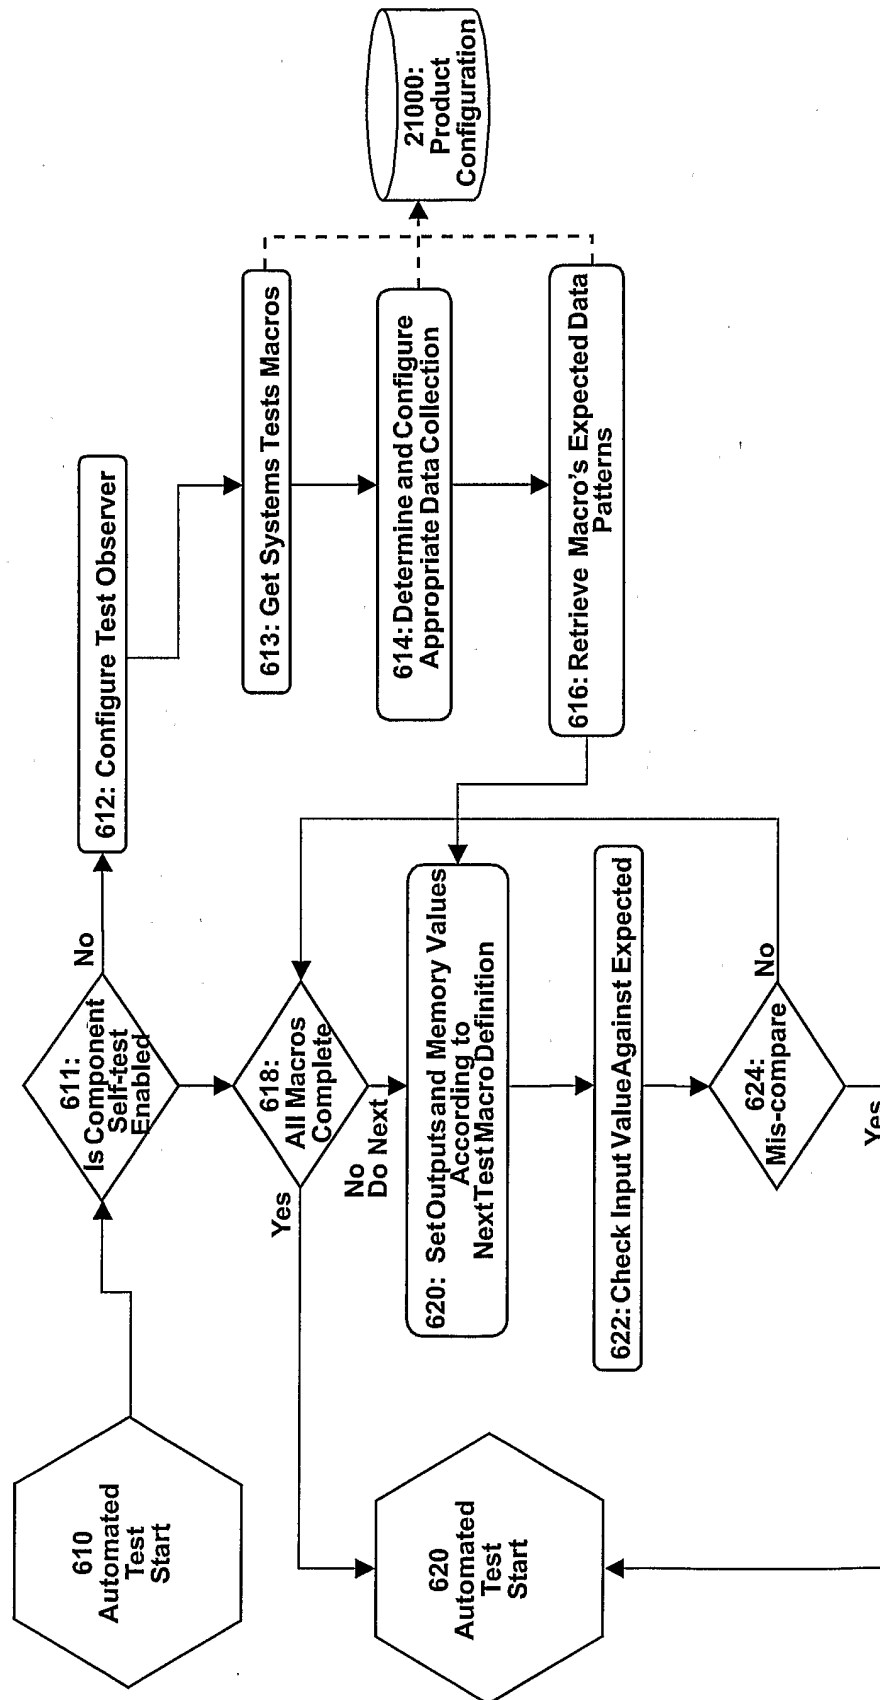 610
Automated
Test
Start
611:
Is Component
Self-test
Enabled
No
612: Configure Test Observer
613: Get Systems Tests Macros
614: Determine and Configure
Appropriate Data Collection
616: Retrieve Macro's Expected Data
Patterns
21000:
Product
Configuration
618:
All Macros
Complete
Yes
No
Do Next
620: Set Outputs and Memory Values
According to
Next Test Macro Definition
622: Check Input Value Against Expected
624:
Mis-compare
No
Yes
620
Automated
Test
Start